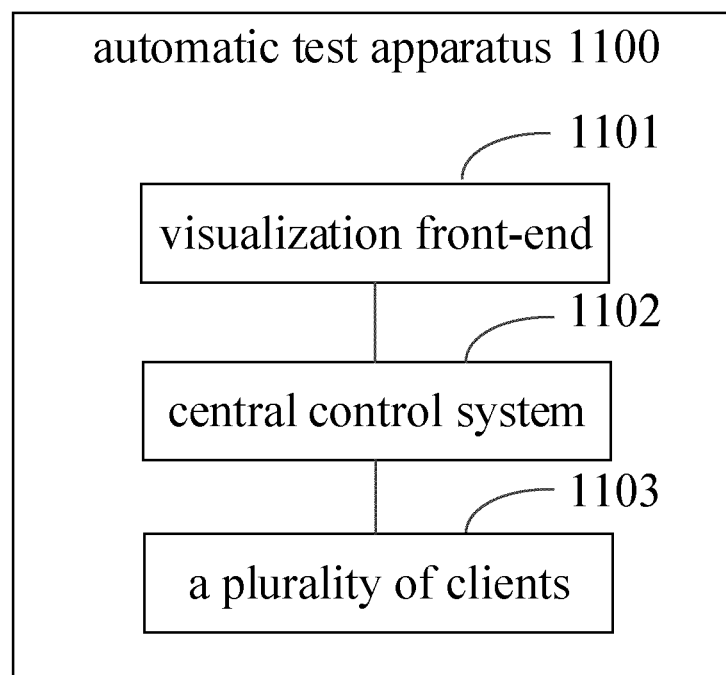 automatic test apparatus 1100
1101
visualization front-end
1102
central control system
1103
a plurality of clients